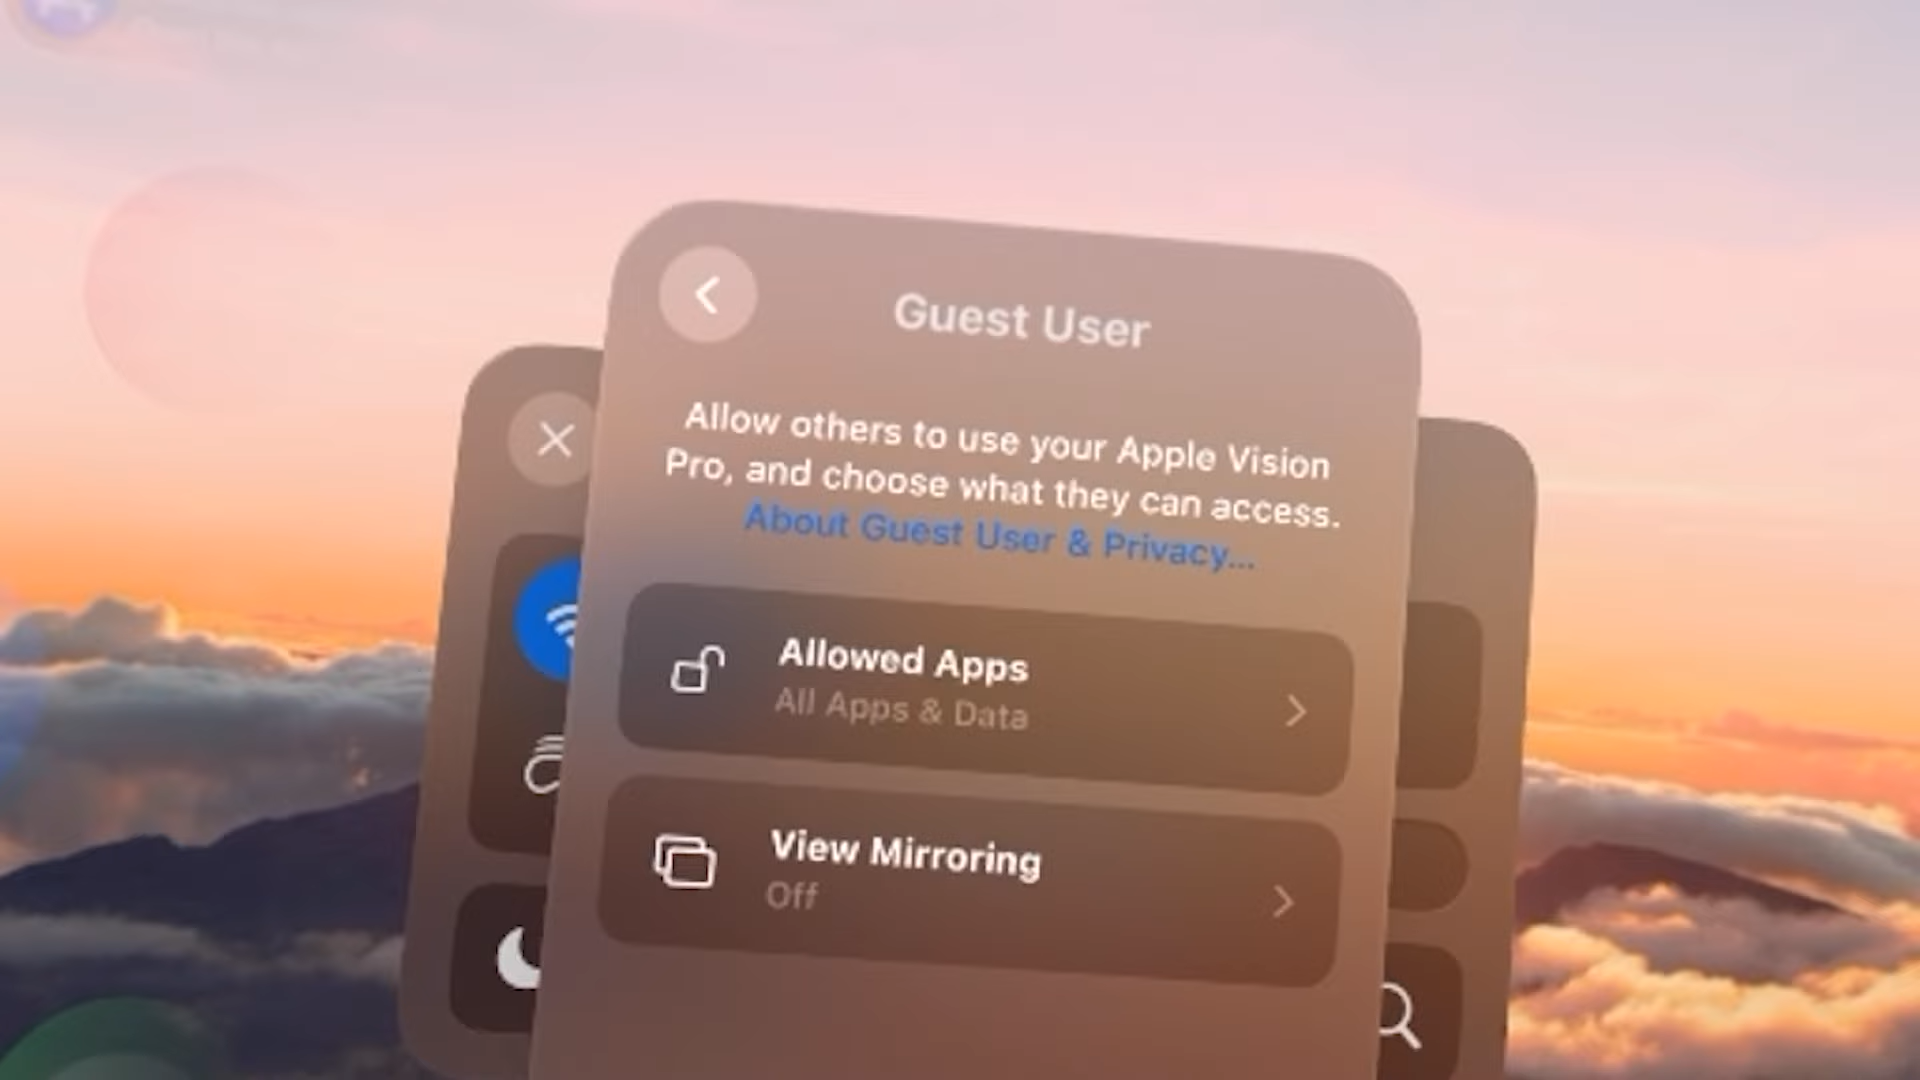 Guest User
Allow others to use your Apple Vision
Pro, and choose what they can access.
About Guest User & Privacy...
Allowed Apps
All Apps & Data
View Mirroring
Off